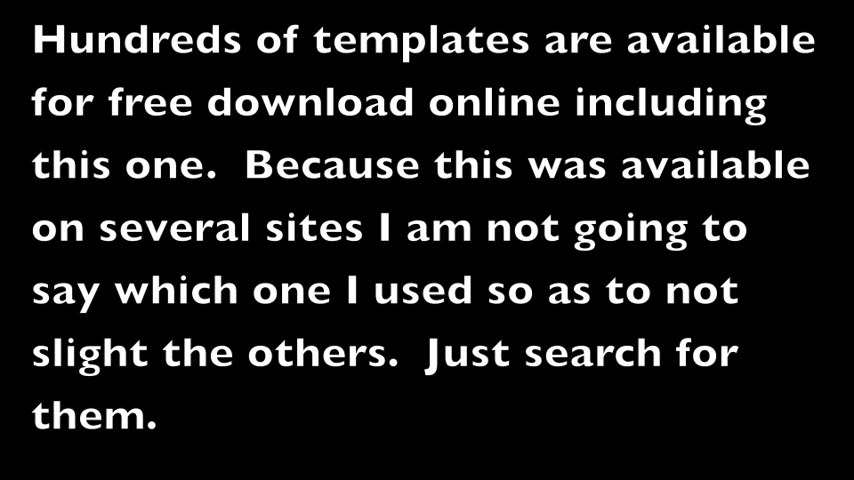 Hundreds of templates are available
for free download online including
this one.  Because this was available
on several sites I am not going to
say which one I used so as to not
slight the others.  Just search for
them.